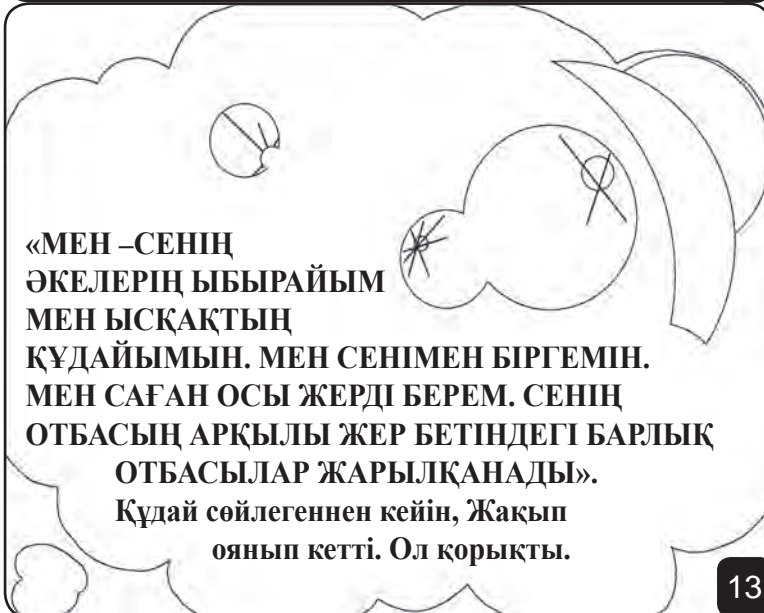 «МЕН –СЕНІҢ
ӘКЕЛЕРІҢ ЫБЫРАЙЫМ
МЕН ЫСҚАҚТЫҢ
ҚҰДАЙЫМЫН. МЕН СЕНІМЕН БІРГЕМІН.
МЕН САҒАН ОСЫ ЖЕРДІ БЕРЕМ. СЕНІҢ
ОТБАСЫҢ АРҚЫЛЫ ЖЕР БЕТІНДЕГІ БАРЛЫҚ
ОТБАСЫЛАР ЖАРЫЛҚАНАДЫ».
Құдай сөйлегеннен кейін, Жақып
оянып кетті. Ол қорықты.
13